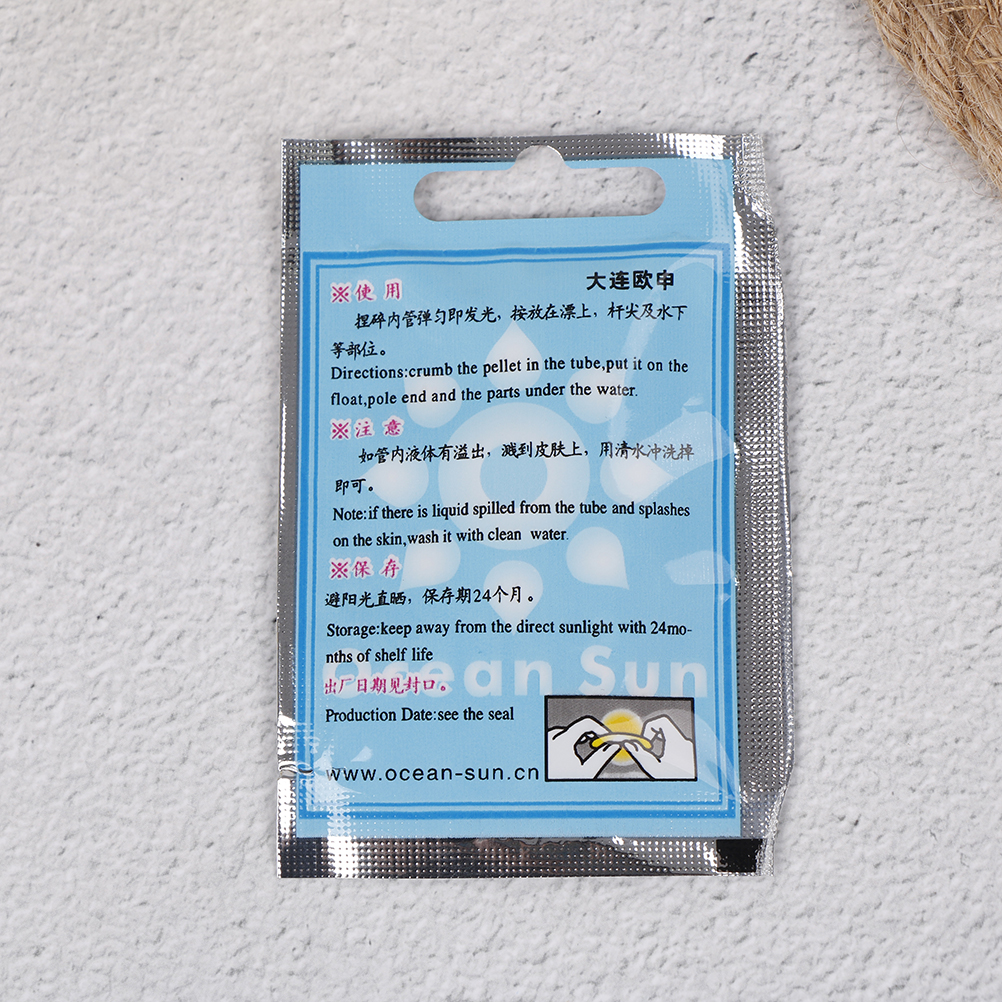 大连欧申
※使用
捏碎内管弹匀即发光，按放在漂上，杆尖及水下
等部位。
Directions:crumb the pellet in the tube,put it on the
float,pole end and the parts under the water.
※注意
如管内液体有溢出，溅到皮肤上，用清水冲洗掉
即可。
Note:if there is liquid spilled from the tube and splashes
on the skin,wash it with clean water.
※保存
避阳光直晒，保存期24个月。
Storage:keep away from the direct sunlight with 24mo-
nths of shelf life
Ocean Sun
出厂日期见封口。
Production Date:see the seal
www.ocean-sun.cn